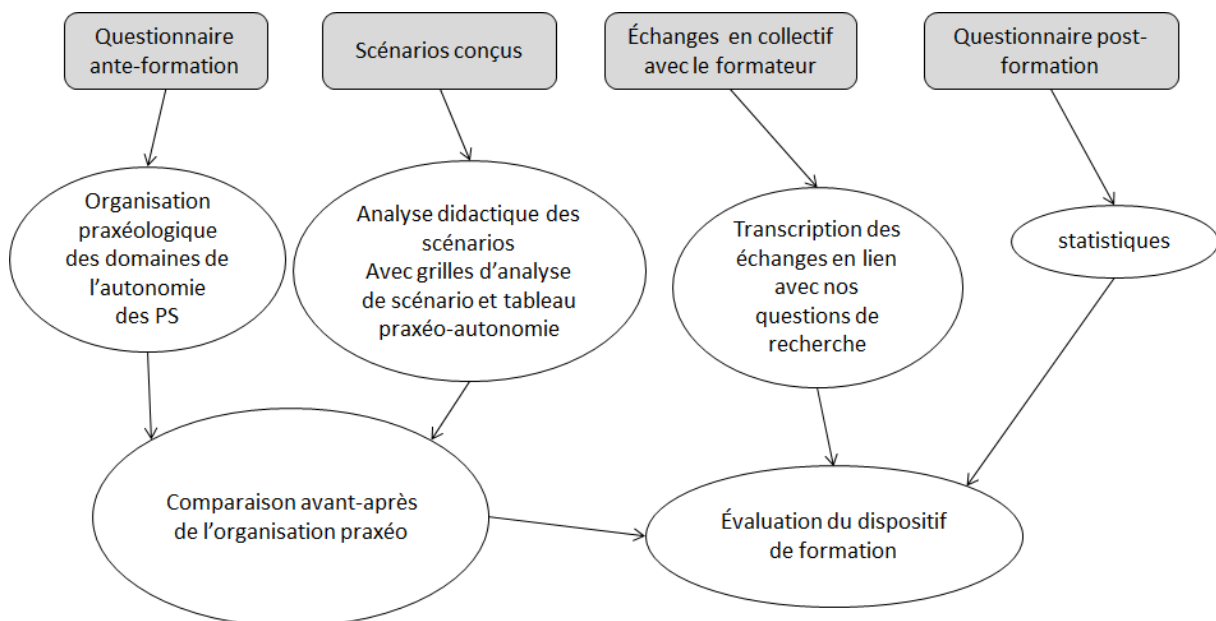 Questionnaire
ante-formation
Scénarios conçus
Échanges en collectif
avec le formateur
Questionnaire post-
formation
Organisation
praxéologique
des domaines de
l’autonomie
des PS
Analyse didactique des
scénarios
Avec grilles d’analyse
de scénario et tableau
praxéo-autonomie
Transcription des
échanges en lien
avec nos
questions de
recherche
statistiques
Comparaison avant-après
de l’organisation praxéo
Évaluation du dispositif
de formation